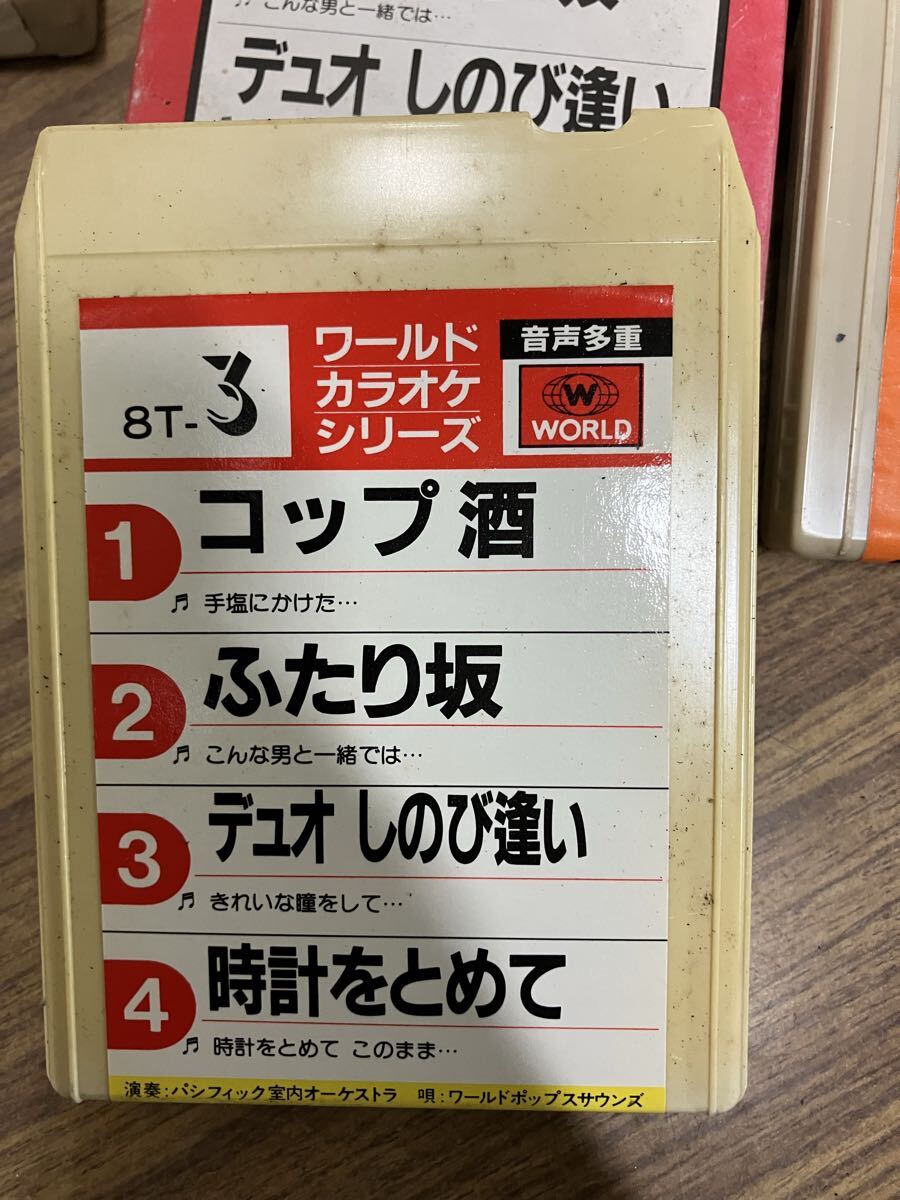 ♬ こんな男と一緒では…
デュオ しのび逢い
8T-3
ワールド
カラオケ
シリーズ
音声多重
W
WORLD
1 コップ酒
♬ 手塩にかけた…
2 ふたり坂
♬ こんな男と一緒では…
3 デュオ しのび逢い
♬ きれいな瞳をして…
4 時計をとめて
♬ 時計をとめて このまま…
演奏:パシフィック室内オーケストラ 唄:ワールドポップスサウンズ